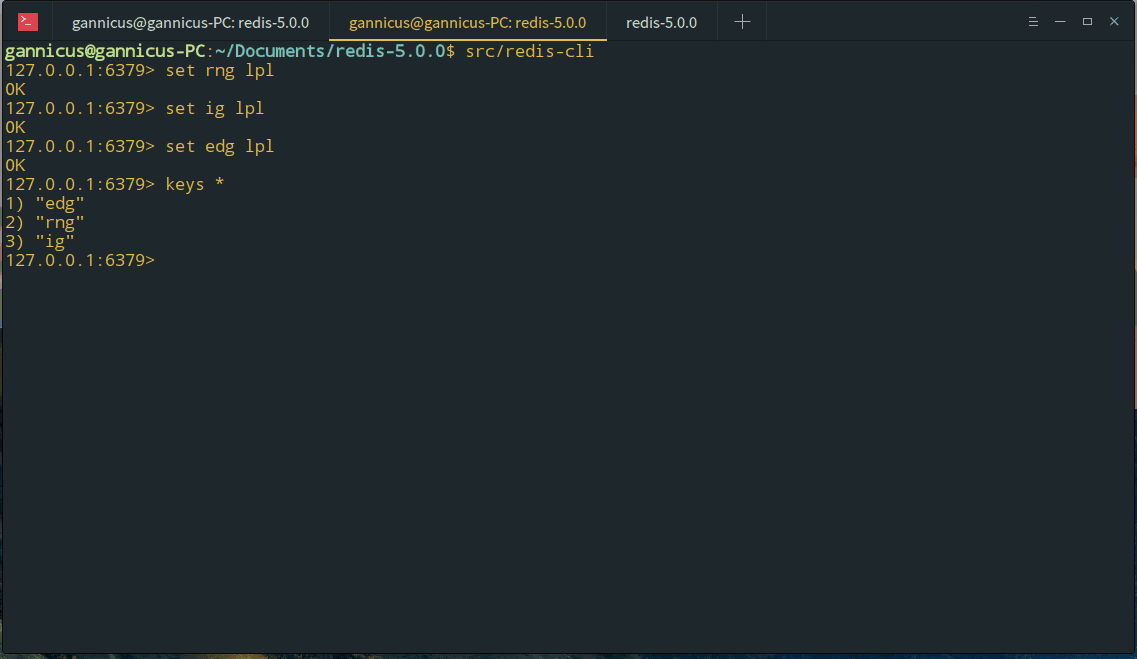 gannicus@gannicus-PC: redis-5.0.0 gannicus@gannicus-PC: redis-5.0.0 redis-5.0.0
gannicus@gannicus-PC:~/Documents/redis-5.0.0$ src/redis-cli
127.0.0.1:6379> set rng lpl
OK
127.0.0.1:6379> set ig lpl
OK
127.0.0.1:6379> set edg lpl
OK
127.0.0.1:6379> keys *
1) "edg"
2) "rng"
3) "ig"
127.0.0.1:6379>